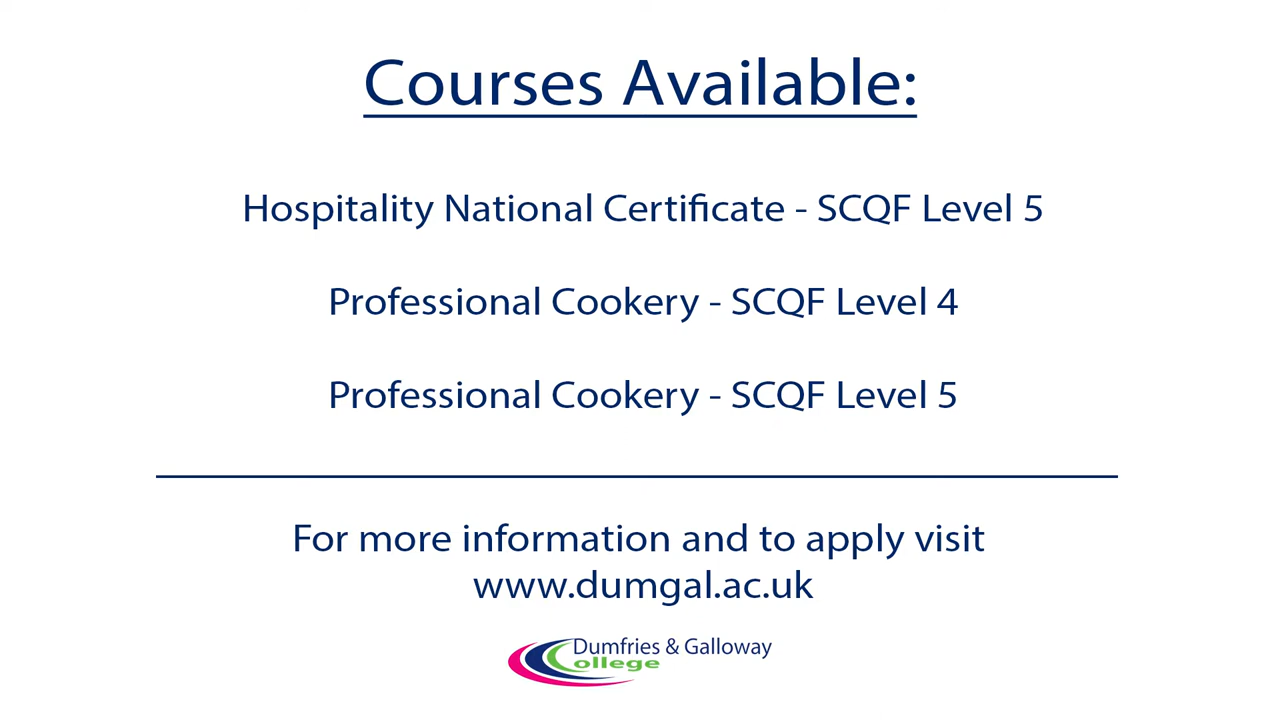 Courses Available:
Hospitality National Certificate - SCQF Level 5
Professional Cookery - SCQF Level 4
Professional Cookery - SCQF Level 5
For more information and to apply visit
www.dumgal.ac.uk
Dumfries & Galloway
College